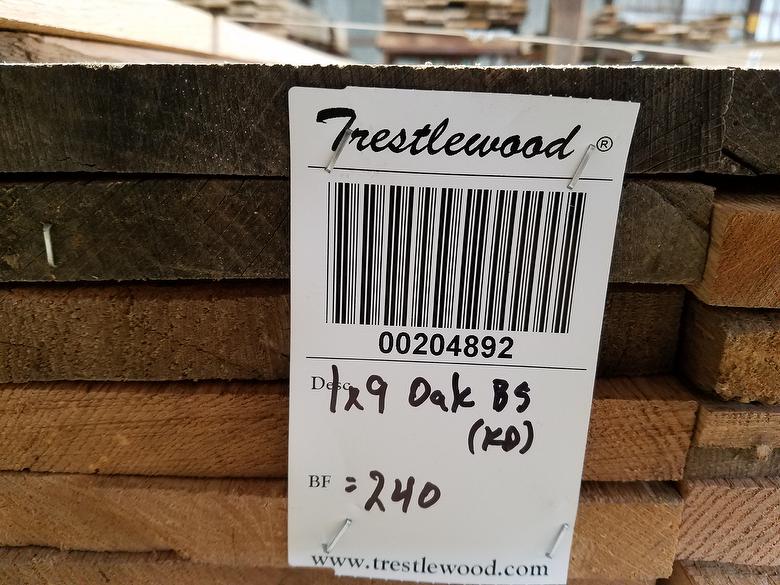 Trestlewood ®
00204892
Desc 1x9 Oak BS
(KD)
BF = 240
www.trestlewood.com